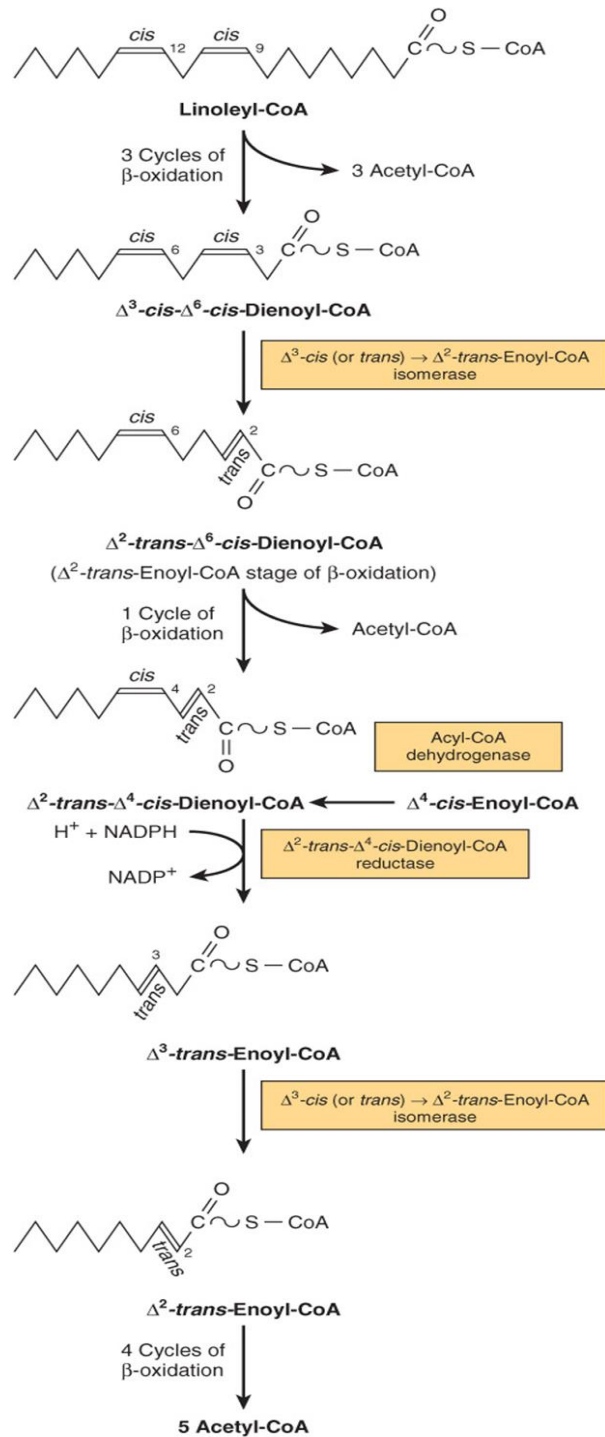 cis 12 cis 9 O C S — CoA
Linoleyl-CoA
3 Cycles of
β-oxidation
3 Acetyl-CoA
cis 6 cis 3 O C S — CoA
Δ³-cis-Δ⁶-cis-Dienoyl-CoA
Δ³-cis (or trans) → Δ²-trans-Enoyl-CoA
isomerase
cis 6 trans 2 C O S — CoA
Δ²-trans-Δ⁶-cis-Dienoyl-CoA
(Δ²-trans-Enoyl-CoA stage of β-oxidation)
1 Cycle of
β-oxidation
Acetyl-CoA
cis 4 trans 2 C O S — CoA
Acyl-CoA
dehydrogenase
Δ²-trans-Δ⁴-cis-Dienoyl-CoA
Δ⁴-cis-Enoyl-CoA
H⁺ + NADPH
NADP⁺
Δ²-trans-Δ⁴-cis-Dienoyl-CoA
reductase
3 trans O C S — CoA
Δ³-trans-Enoyl-CoA
Δ³-cis (or trans) → Δ²-trans-Enoyl-CoA
isomerase
trans 2 O C S — CoA
Δ²-trans-Enoyl-CoA
4 Cycles of
β-oxidation
5 Acetyl-CoA